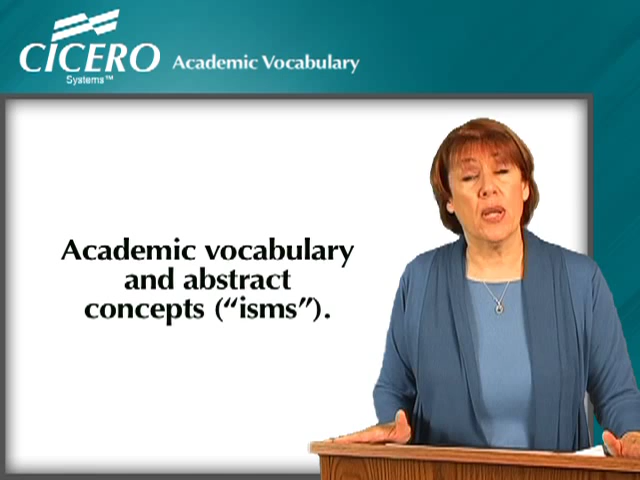 CICERO
Systems™
Academic Vocabulary
Academic vocabulary
and abstract
concepts (“isms”).